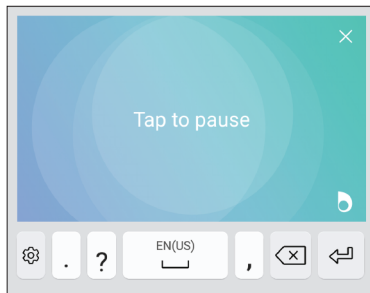 Tap to pause
. ? EN(US) ,